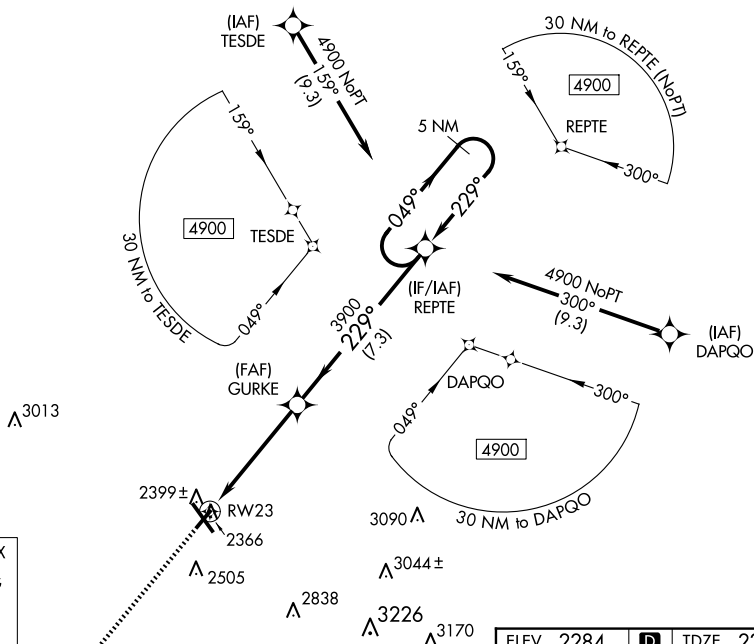 (IAF)
TESDE
4900 NoPT
159°
(9.3)
30 NM to REPTE (NoPT)
159°
4900
REPTE
300°
5 NM
159°
4900
TESDE
30 NM to TESDE
049°
049°
229°
(IF/IAF)
REPTE
4900 NoPT
300°
(9.3)
(IAF)
DAPQO
3900
229°
(7.3)
(FAF)
GURKE
DAPQO
300°
049°
4900
30 NM to DAPQO
3013
2399±
RW23
2366
3090
2505
3044±
2838
3226
3170
X
ELEV 2284
D
TDZE